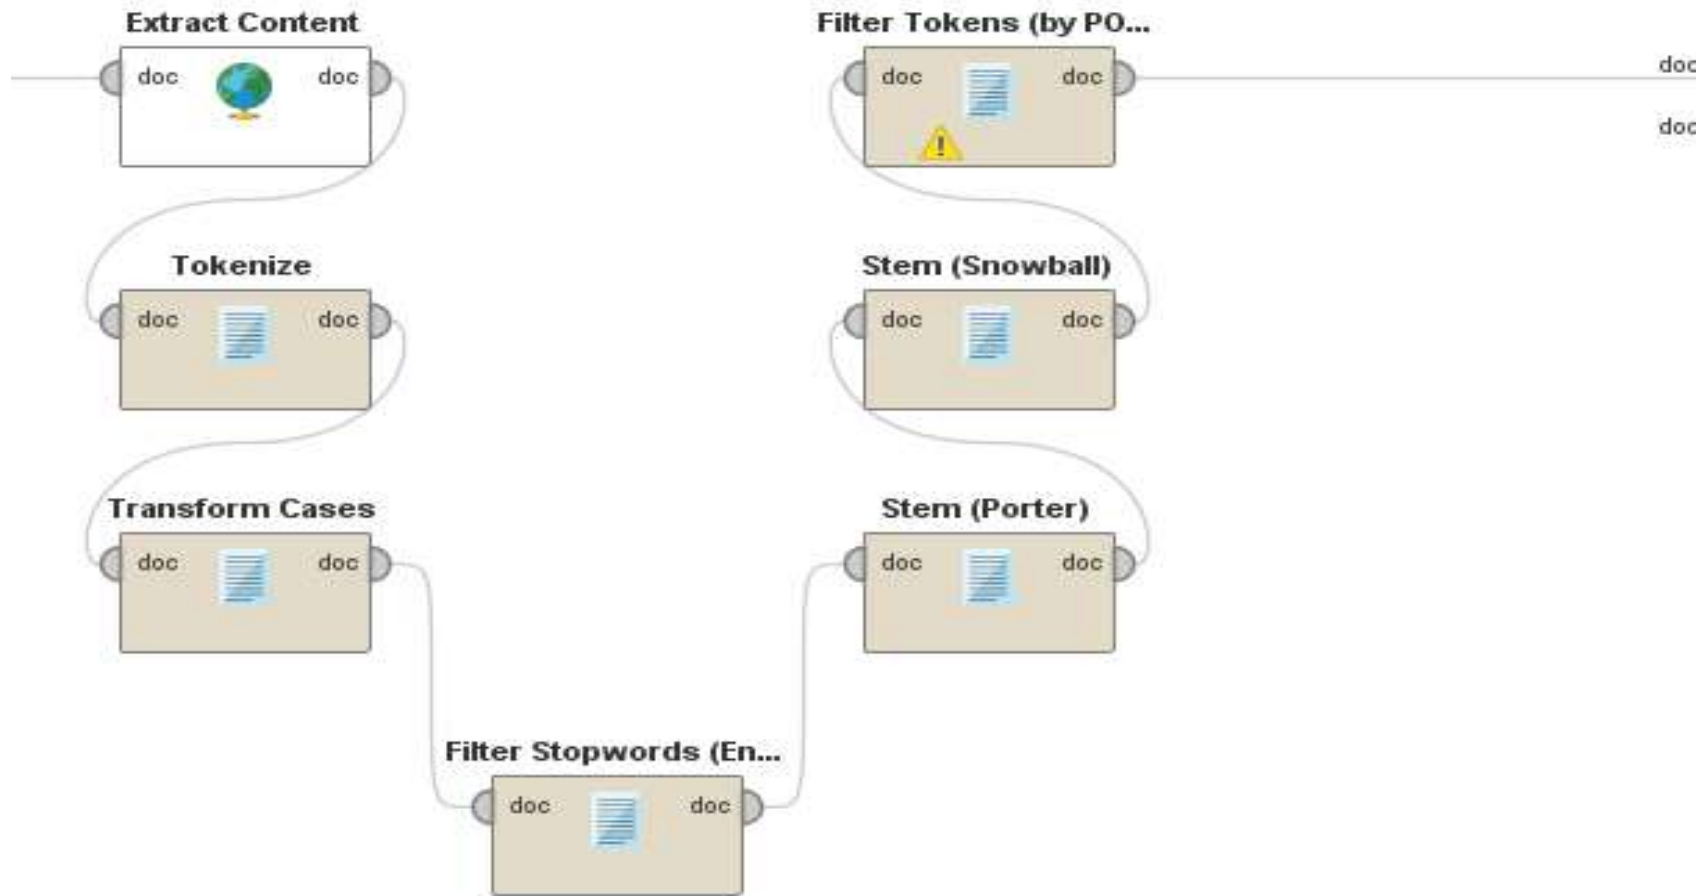 Extract Content
doc doc
Tokenize
doc doc
Transform Cases
doc doc
Filter Stopwords (En...
doc doc
Stem (Porter)
doc doc
Stem (Snowball)
doc doc
Filter Tokens (by PO...
doc doc
doc
doc